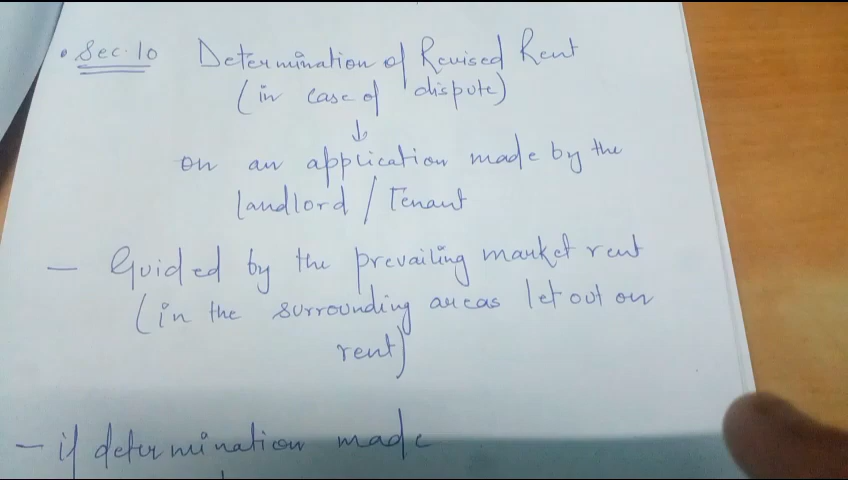 • Sec. 10 Determination of Revised Rent
(in case of dispute)
↓
on an application made by the
landlord / Tenant
— Guided by the prevailing market rent
(in the surrounding areas let out on
rent)
— if determination made